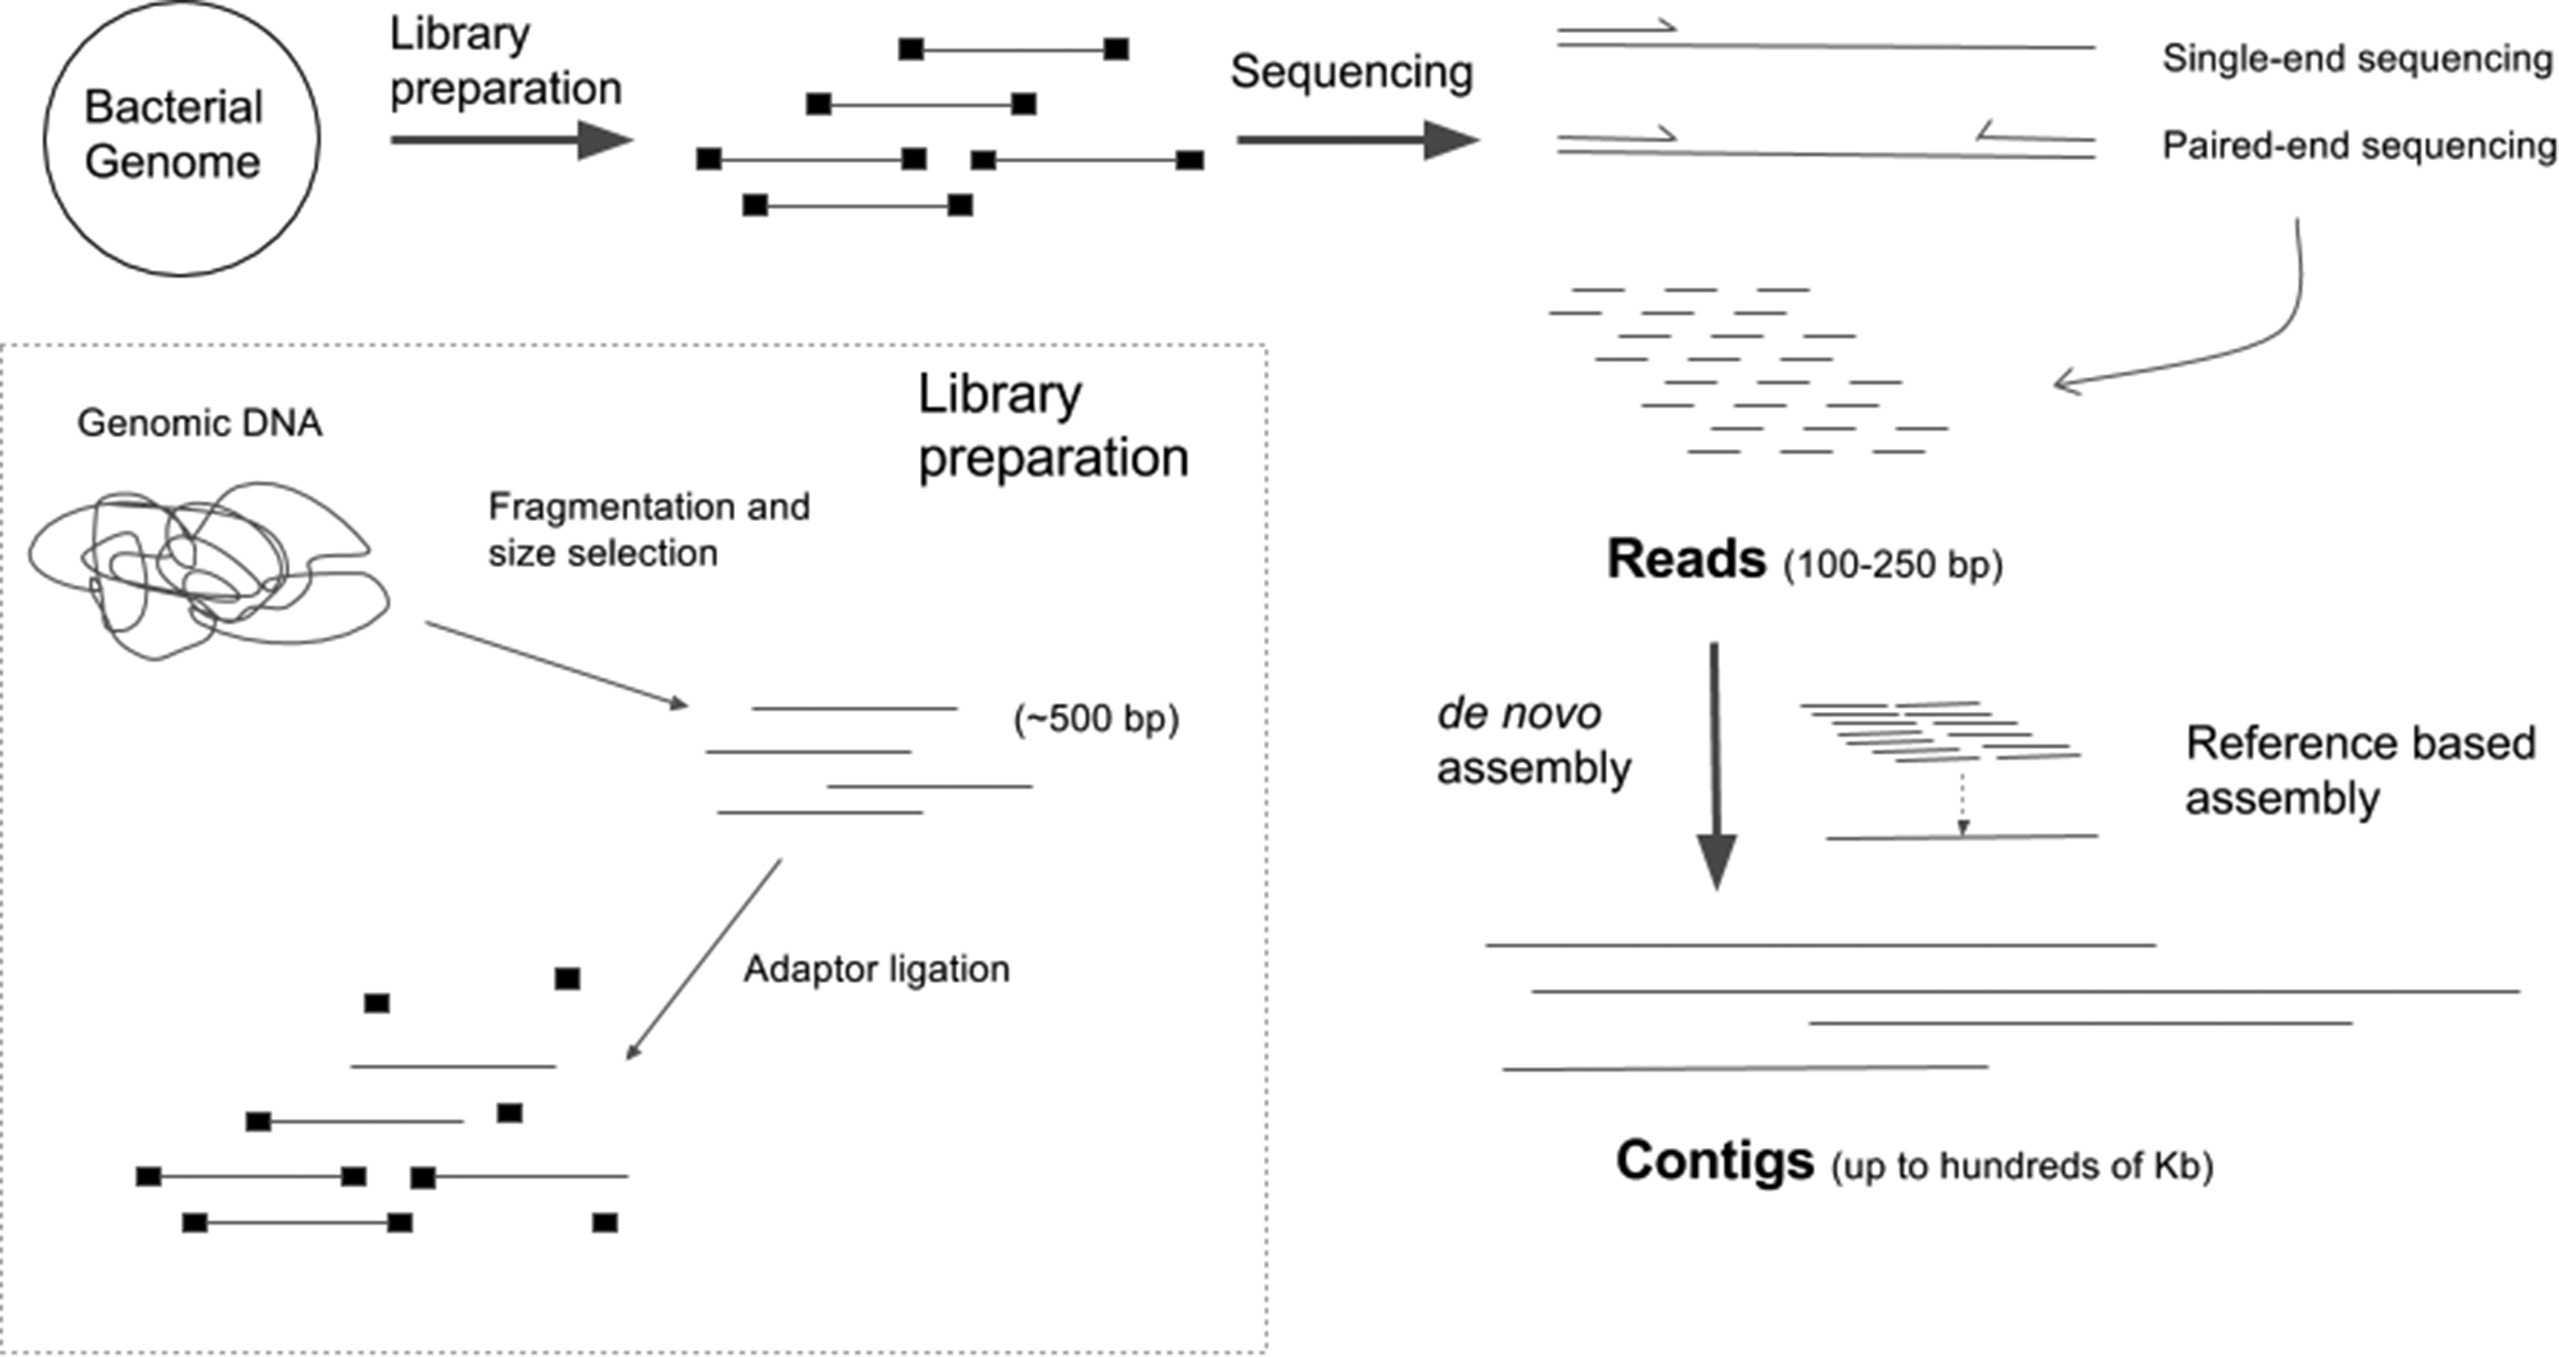 Bacterial
Genome
Library
preparation
Sequencing
Single-end sequencing
Paired-end sequencing
Library
preparation
Genomic DNA
Fragmentation and
size selection
(~500 bp)
Adaptor ligation
Reads (100-250 bp)
de novo
assembly
Reference based
assembly
Contigs (up to hundreds of Kb)